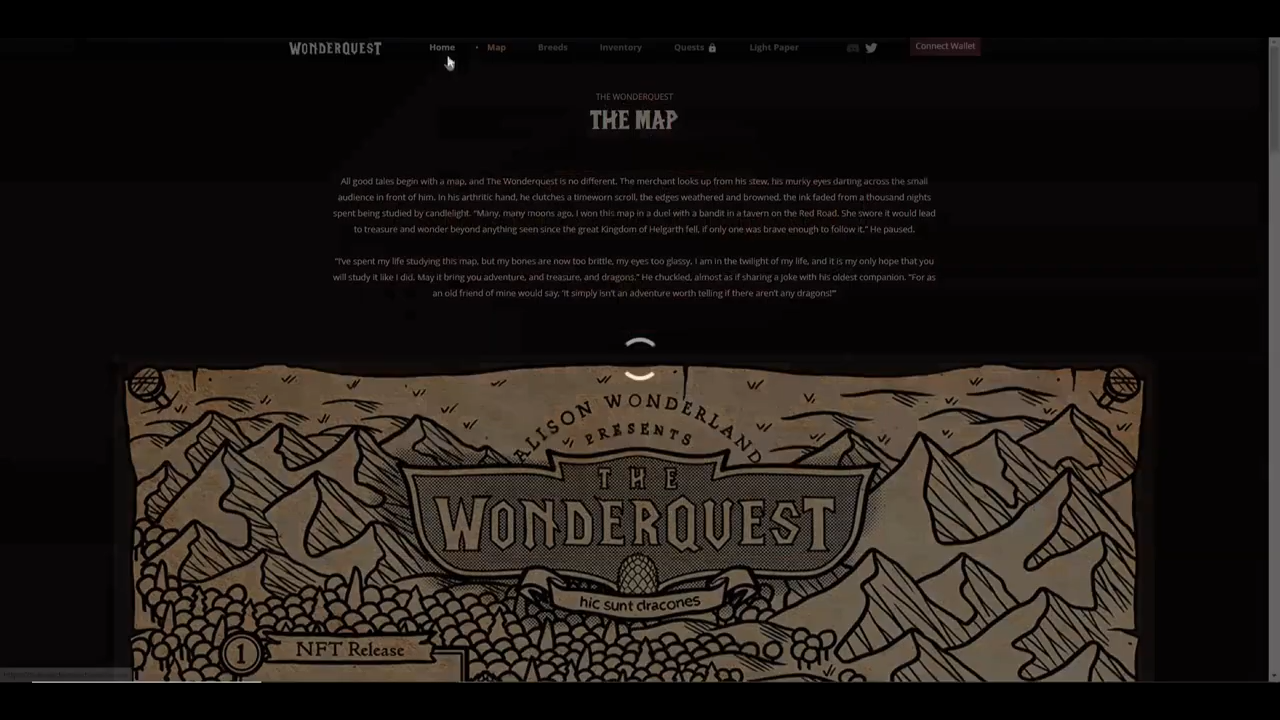 WONDERQUEST
Home
Map
Breeds
Inventory
Quests
Light Paper
Connect Wallet
THE WONDERQUEST
THE MAP
All good tales begin with a map, and The Wonderquest is no different. The merchant looks up from his stew, his murky eyes darting across the small
audience in front of him. In his arthritic hand, he clutches a timeworn scroll, the edges weathered and browned, the ink faded from a thousand nights
spent being studied by candlelight. "Many, many moons ago, I won this map in a duel with a bandit in a tavern on the Red Road. She swore it would lead
to treasure and wonder beyond anything seen since the great Kingdom of Helgarth fell, if only one was brave enough to follow it." He paused.
"I've spent my life studying this map, but my bones are now too brittle, my eyes too glassy, I am in the twilight of my life, and it is my only hope that you
will study it like I did. May it bring you adventure, and treasure, and dragons." He chuckled, almost as if sharing a joke with his oldest companion. "For as
an old friend of mine would say, 'it simply isn't an adventure worth telling if there aren't any dragons!'"
ALISON WONDERLAND
PRESENTS
THE
WONDERQUEST
hic sunt dracones
1
NFT Release